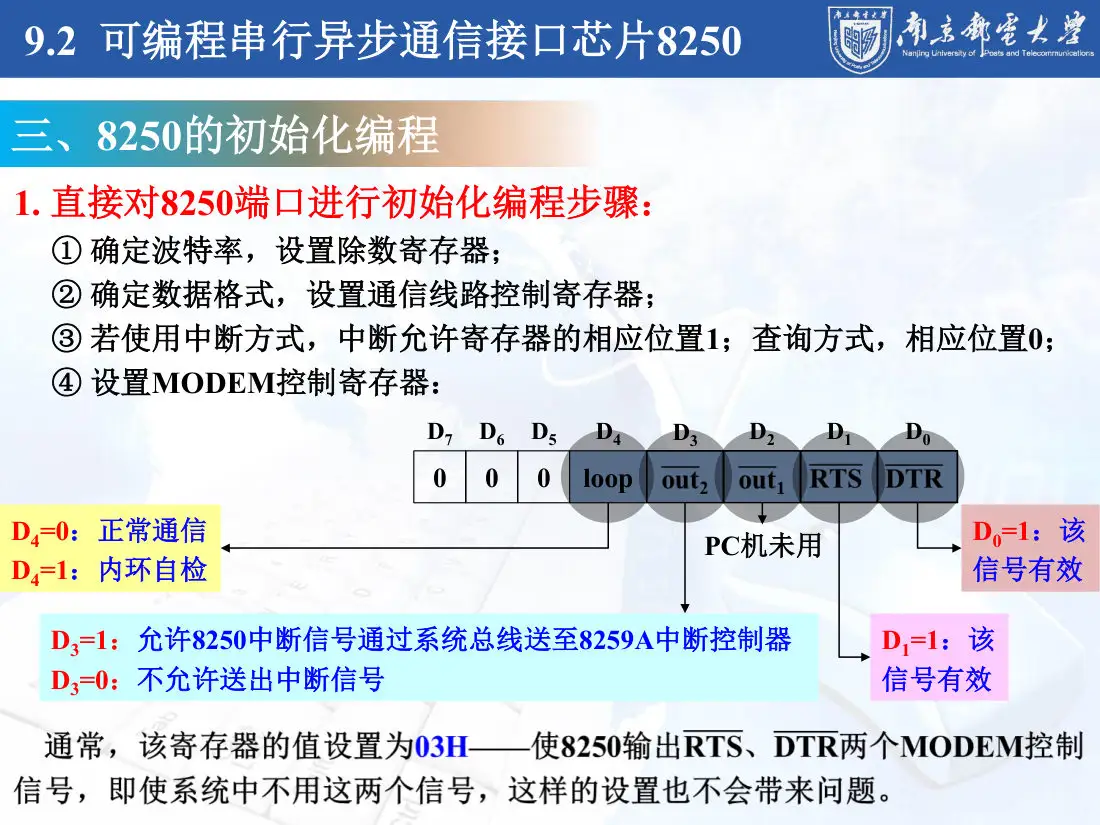 9.2 可编程串行异步通信接口芯片8250
南京邮电大学
Nanjing University of Posts and Telecommunications
三、8250的初始化编程
1. 直接对8250端口进行初始化编程步骤：
① 确定波特率，设置除数寄存器；
② 确定数据格式，设置通信线路控制寄存器；
③ 若使用中断方式，中断允许寄存器的相应位置1；查询方式，相应位置0；
④ 设置MODEM控制寄存器：
D₇ D₆ D₅ D₄ D₃ D₂ D₁ D₀
0 0 0 loop o̅u̅t̅₂ o̅u̅t̅₁ R̅T̅S̅ D̅T̅R̅
D₄=0：正常通信
D₄=1：内环自检
PC机未用
D₀=1：该
信号有效
D₃=1：允许8250中断信号通过系统总线送至8259A中断控制器
D₃=0：不允许送出中断信号
D₁=1：该
信号有效
通常，该寄存器的值设置为03H——使8250输出R̅T̅S̅、D̅T̅R̅两个MODEM控制
信号，即使系统中不用这两个信号，这样的设置也不会带来问题。